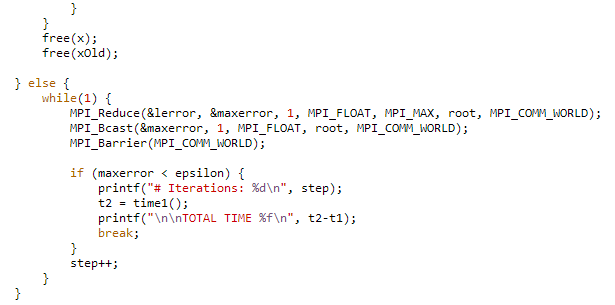 }
    }
    free(x);
    free(xOld);

} else {
    while(1) {
        MPI_Reduce(&lerror, &maxerror, 1, MPI_FLOAT, MPI_MAX, root, MPI_COMM_WORLD);
        MPI_Bcast(&maxerror, 1, MPI_FLOAT, root, MPI_COMM_WORLD);
        MPI_Barrier(MPI_COMM_WORLD);

        if (maxerror < epsilon) {
            printf("# Iterations: %d\n", step);
            t2 = time1();
            printf("\n\nTOTAL TIME %f\n", t2-t1);
            break;
        }
        step++;
    }
}